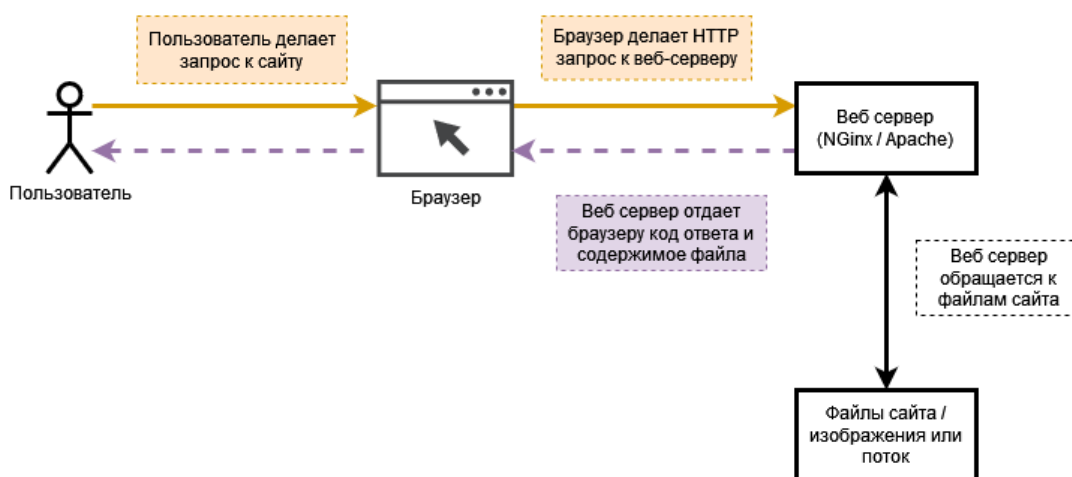 Пользователь делает
запрос к сайту
Браузер делает HTTP
запрос к веб-серверу
Веб сервер
(NGinx / Apache)
Пользователь
Браузер
Веб сервер отдает
браузеру код ответа и
содержимое файла
Веб сервер
обращается к
файлам сайта
Файлы сайта /
изображения или
поток